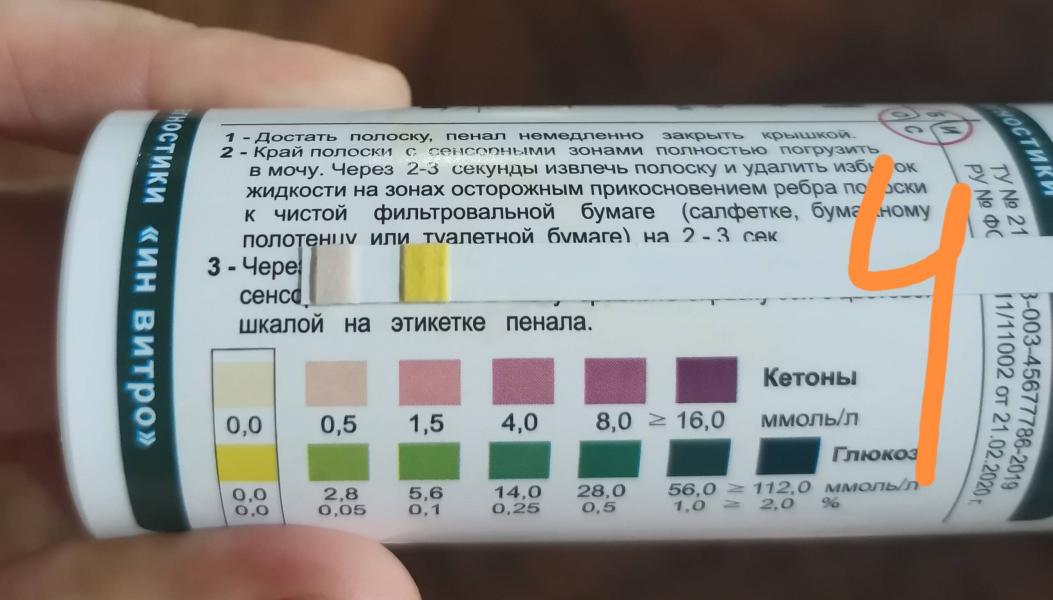 НОСТИКИ «ИН ВИТРО»
1 - Достать полоску, пенал немедленно закрыть крышкой.
2 - Край полоски с сенсорными зонами полностью погрузить
в мочу. Через 2-3 секунды извлечь полоску и удалить
жидкости на зонах осторожным прикосновением ребра
к чистой фильтровальной бумаге (салфетке,
полотенцу или туалетной бумаге) на 2 - 3 сек
3 - Чере
сенсо
шкалой на этикетке пенала.
Кетоны
0,0 0,5 1,5 4,0 8,0 ≥ 16,0 ммоль/л
Глюкоз
0,0 2,8 5,6 14,0 28,0 56,0 ≥ 112,0 ммоль/л
0,0 0,05 0,1 0,25 0,5 1,0 ≥ 2,0 %
4
ТУ № 21
РУ № ФС
11/11002 от 21.02.2020 г.
НОСТИКИ